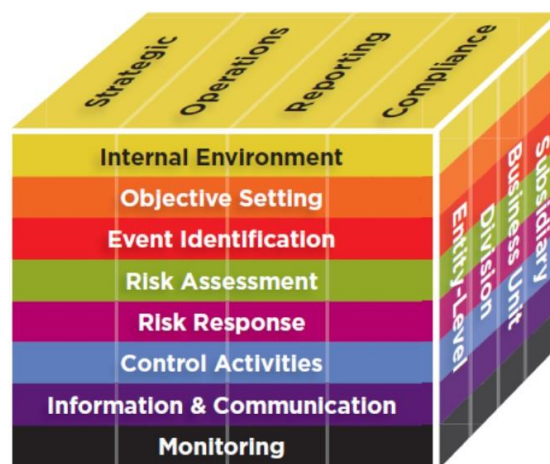 Strategic
Operations
Reporting
Compliance
Internal Environment
Objective Setting
Event Identification
Risk Assessment
Risk Response
Control Activities
Information & Communication
Monitoring
Entity-Level
Division
Business Unit
Subsidiary